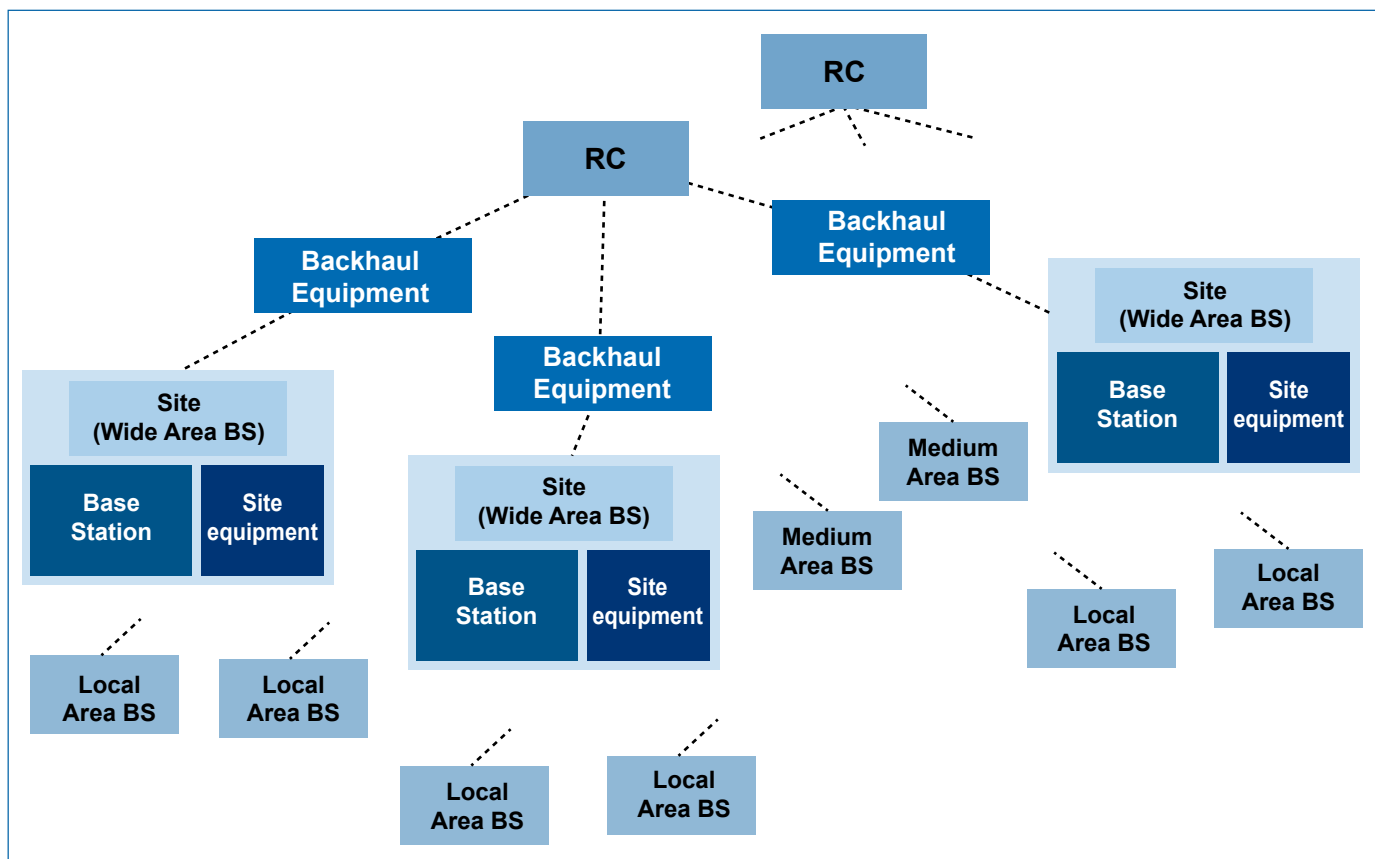 RC
RC
Backhaul
Equipment
Backhaul
Equipment
Site
(Wide Area BS)
Base
Station
Site
equipment
Backhaul
Equipment
Site
(Wide Area BS)
Base
Station
Site
equipment
Medium
Area BS
Site
(Wide Area BS)
Base
Station
Site
equipment
Medium
Area BS
Local
Area BS
Local
Area BS
Local
Area BS
Local
Area BS
Local
Area BS
Local
Area BS